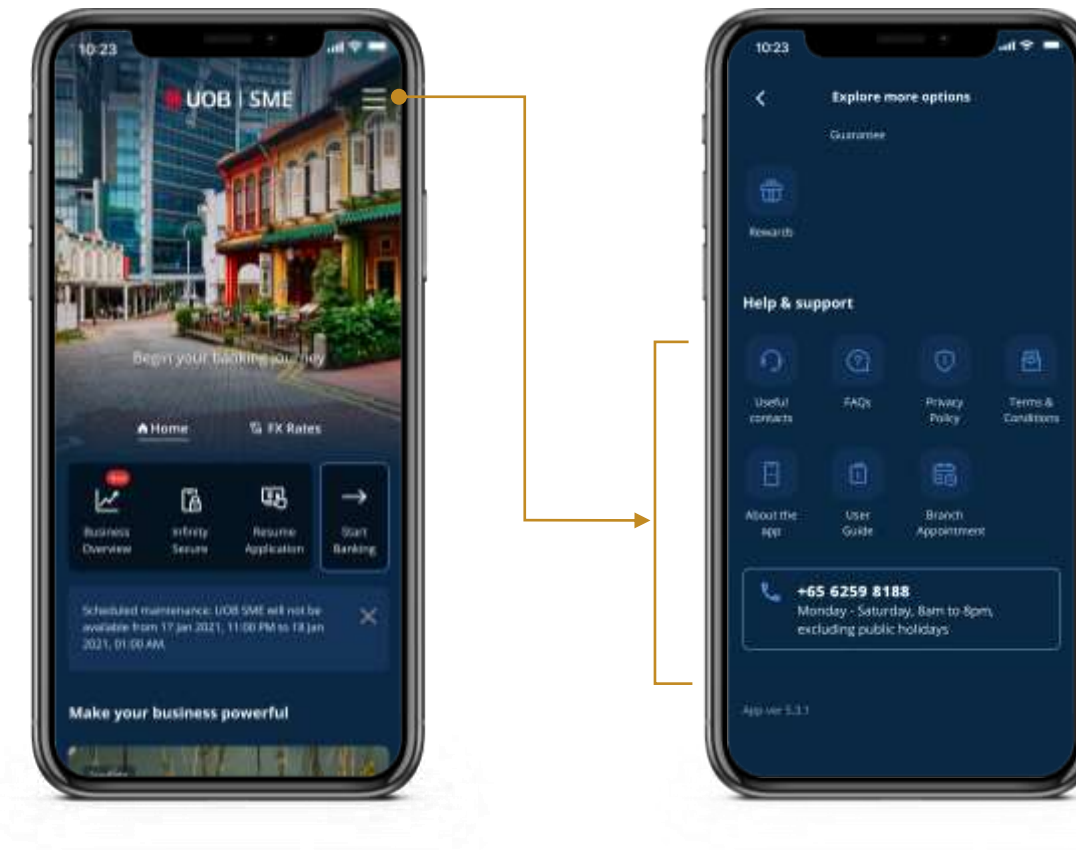 10:23
UOB | SME
Begin your banking journey
Home
FX Rates
Business Overview
Infinity Secure
Resume Application
Start Banking
Scheduled maintenance: UOB SME will not be
available from 17 Jan 2021, 11:00 PM to 18 Jan
2021, 01:00 AM.
Make your business powerful
10:23
Explore more options
Guarantee
Rewards
Help & support
Useful contacts
FAQs
Privacy Policy
Terms & Conditions
About the app
User Guide
Branch Appointment
+65 6259 8188
Monday - Saturday, 8am to 8pm,
excluding public holidays
App ver 5.3.1